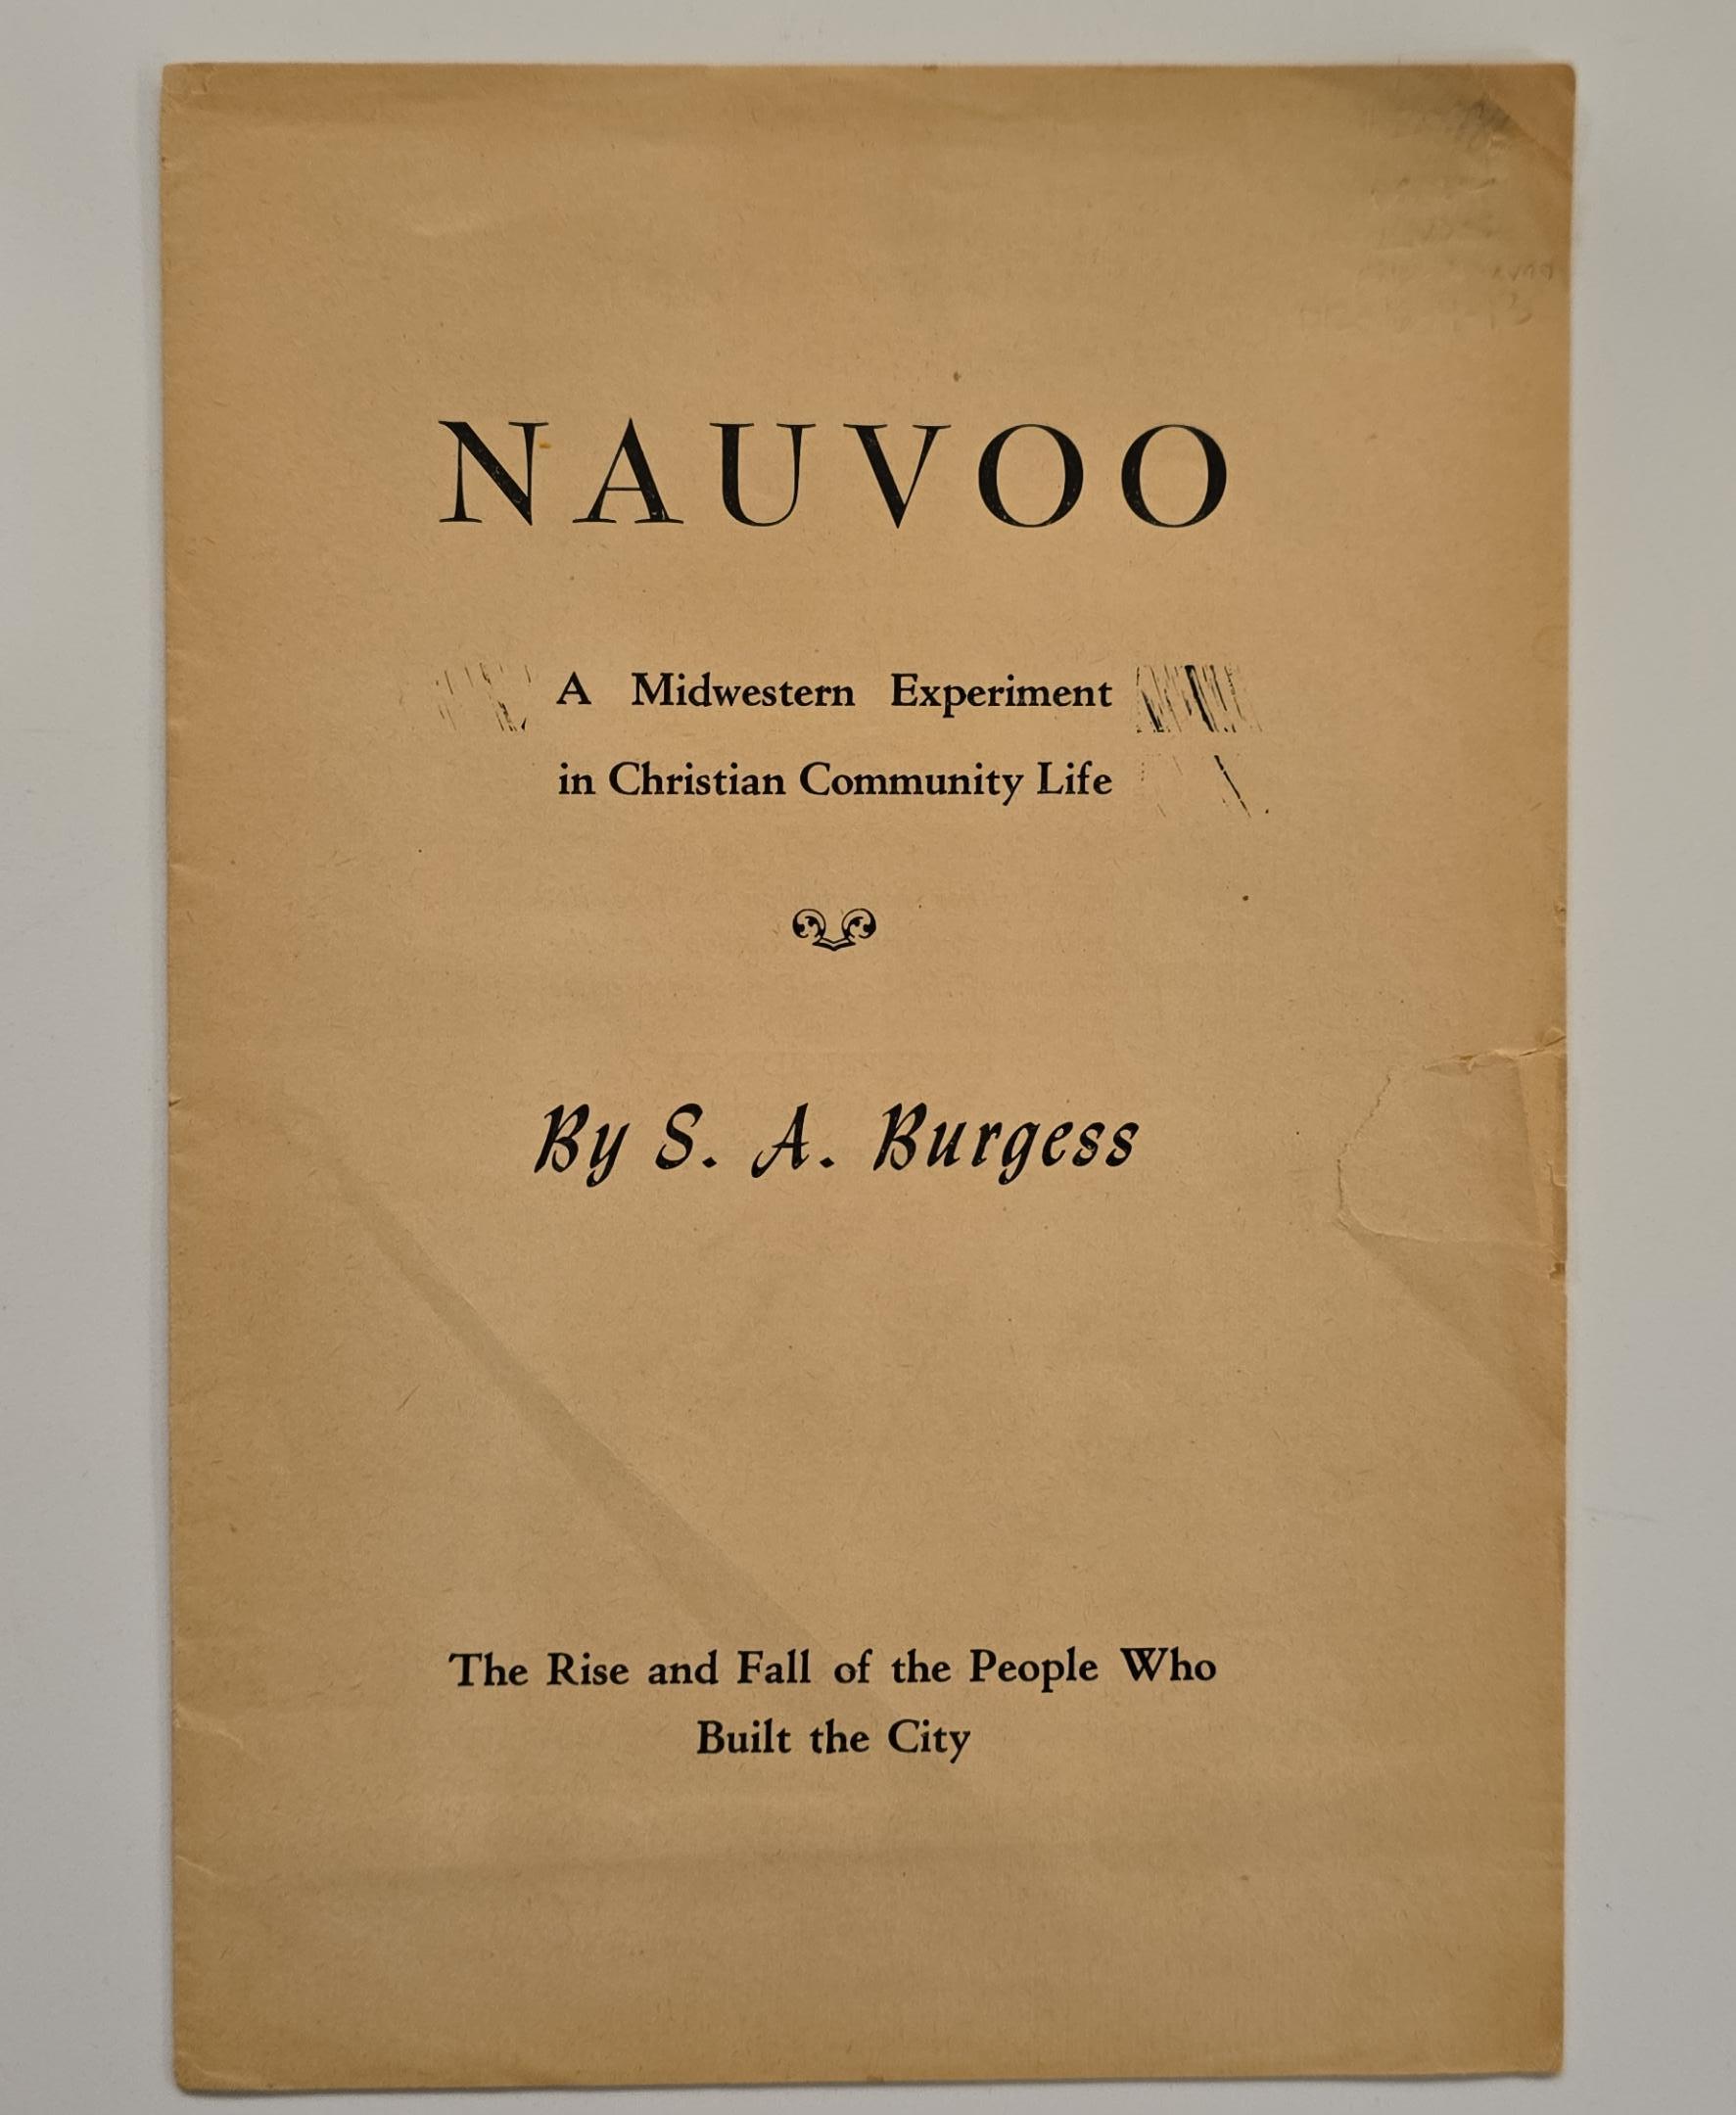 NAUVOO
A Midwestern Experiment
in Christian Community Life
By S. A. Burgess
The Rise and Fall of the People Who
Built the City